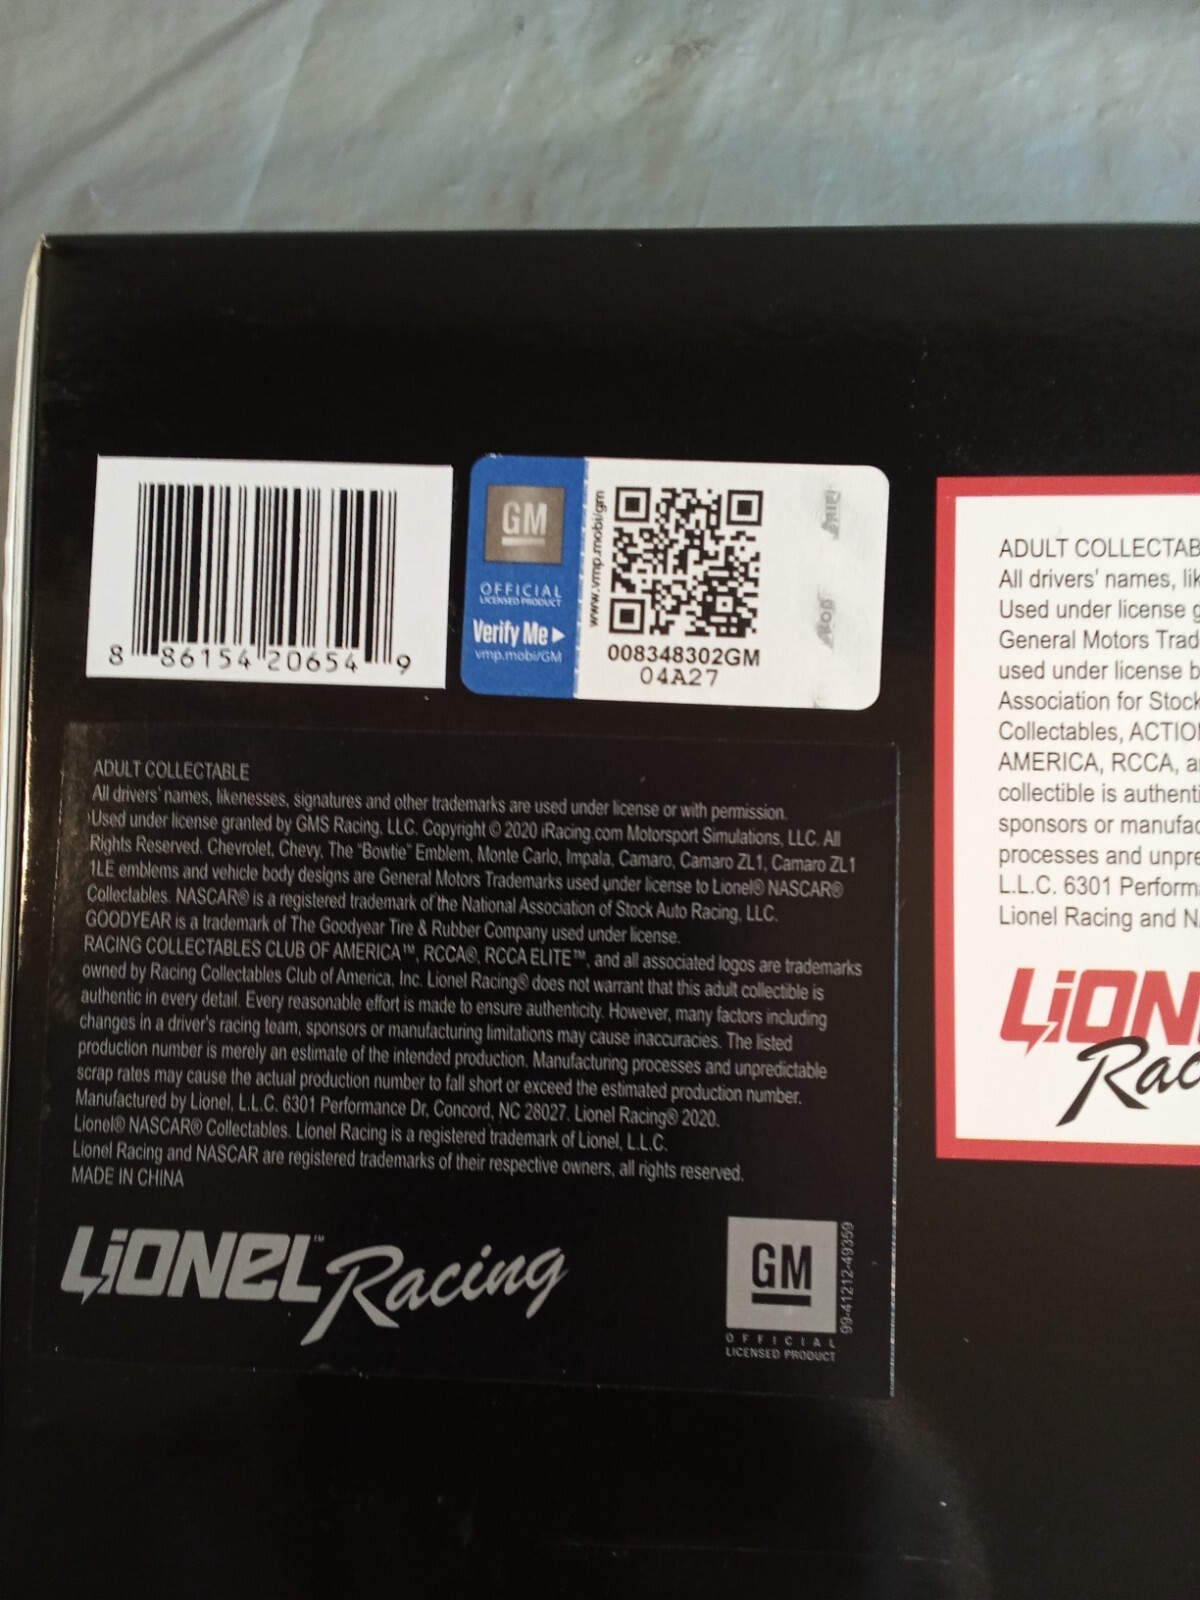 8 86154 20654 9
GM
OFFICIAL
LICENSED PRODUCT
Verify Me
vmp.mobi/GM
www.vmp.mobi/gm
008348302GM
04A27
ADULT COLLECTABLE
All drivers' names, likenesses, signatures and other trademarks are used under license or with permission.
Used under license granted by GMS Racing, LLC. Copyright © 2020 iRacing.com Motorsport Simulations, LLC. All
Rights Reserved. Chevrolet, Chevy, The "Bowtie" Emblem, Monte Carlo, Impala, Camaro, Camaro ZL1, Camaro ZL1
1LE emblems and vehicle body designs are General Motors Trademarks used under license to Lionel® NASCAR®
Collectables. NASCAR® is a registered trademark of the National Association of Stock Auto Racing, LLC.
GOODYEAR is a trademark of The Goodyear Tire & Rubber Company used under license.
RACING COLLECTABLES CLUB OF AMERICA™, RCCA®, RCCA ELITE™, and all associated logos are trademarks
owned by Racing Collectables Club of America, Inc. Lionel Racing® does not warrant that this adult collectible is
authentic in every detail. Every reasonable effort is made to ensure authenticity. However, many factors including
changes in a driver's racing team, sponsors or manufacturing limitations may cause inaccuracies. The listed
production number is merely an estimate of the intended production. Manufacturing processes and unpredictable
scrap rates may cause the actual production number to fall short or exceed the estimated production number.
Manufactured by Lionel, L.L.C. 6301 Performance Dr, Concord, NC 28027. Lionel Racing® 2020.
Lionel® NASCAR® Collectables. Lionel Racing is a registered trademark of Lionel, L.L.C.
Lionel Racing and NASCAR are registered trademarks of their respective owners, all rights reserved.
MADE IN CHINA
LIONEL™ Racing
GM
OFFICIAL
LICENSED PRODUCT
99-41212-49359
ADULT COLLECTAB
All drivers' names, lik
Used under license g
General Motors Trad
used under license b
Association for Stock
Collectables, ACTIO
AMERICA, RCCA, a
collectible is authenti
sponsors or manufac
processes and unpre
L.L.C. 6301 Perform
Lionel Racing and N
LION
Rac